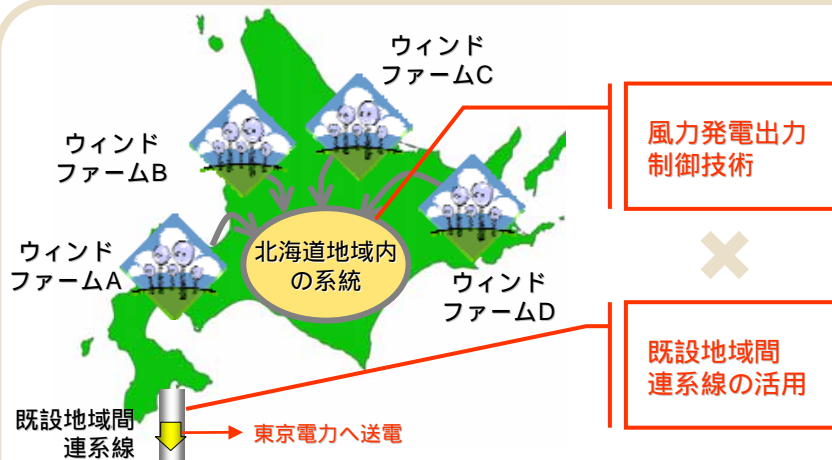 ウィンド
ファームC
ウィンド
ファームB
ウィンド
ファームA
北海道地域内
の系統
ウィンド
ファームD
風力発電出力
制御技術
既設地域間
連系線の活用
既設地域間
連系線
東京電力へ送電